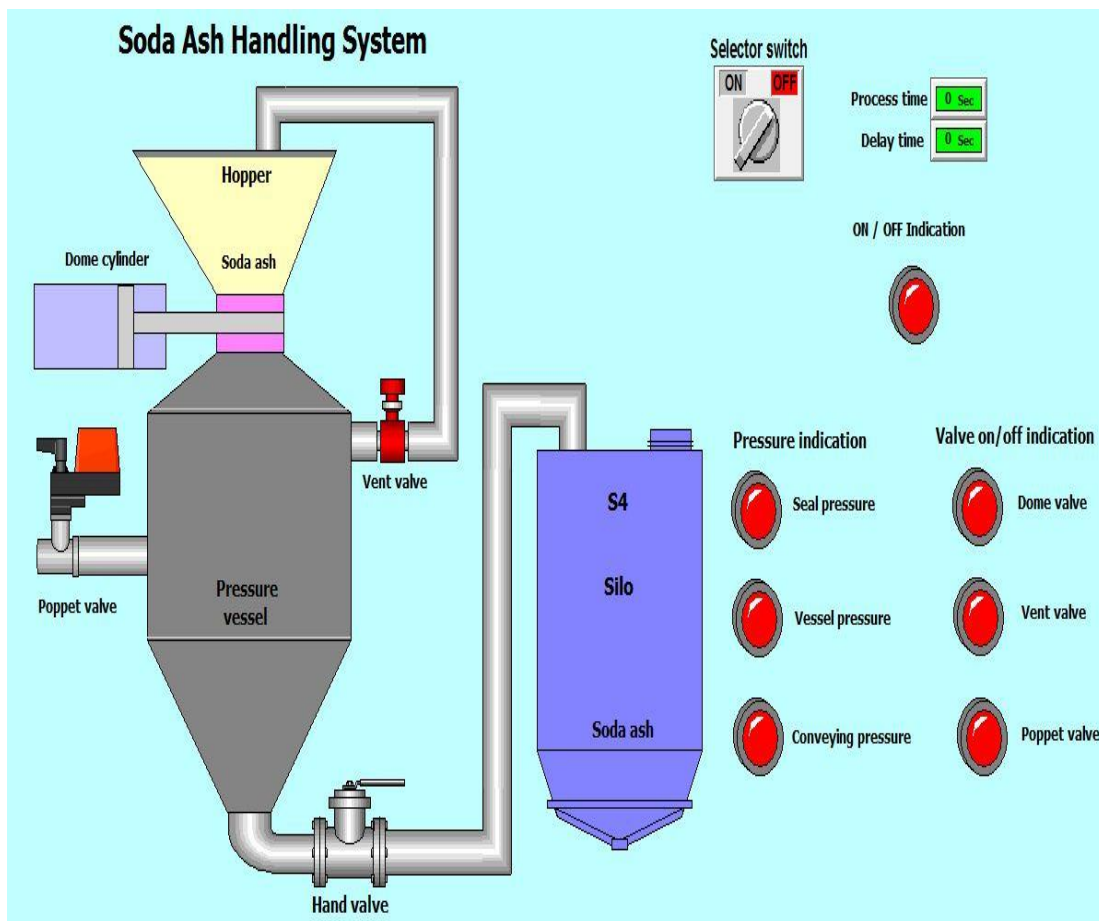 Soda Ash Handling System
Selector switch
ON OFF
Process time 0 Sec
Delay time 0 Sec
Hopper
Soda ash
Dome cylinder
ON / OFF Indication
Vent valve
Poppet valve
Pressure
vessel
S4
Silo
Soda ash
Pressure indication
Seal pressure
Vessel pressure
Conveying pressure
Valve on/off indication
Dome valve
Vent valve
Poppet valve
Hand valve